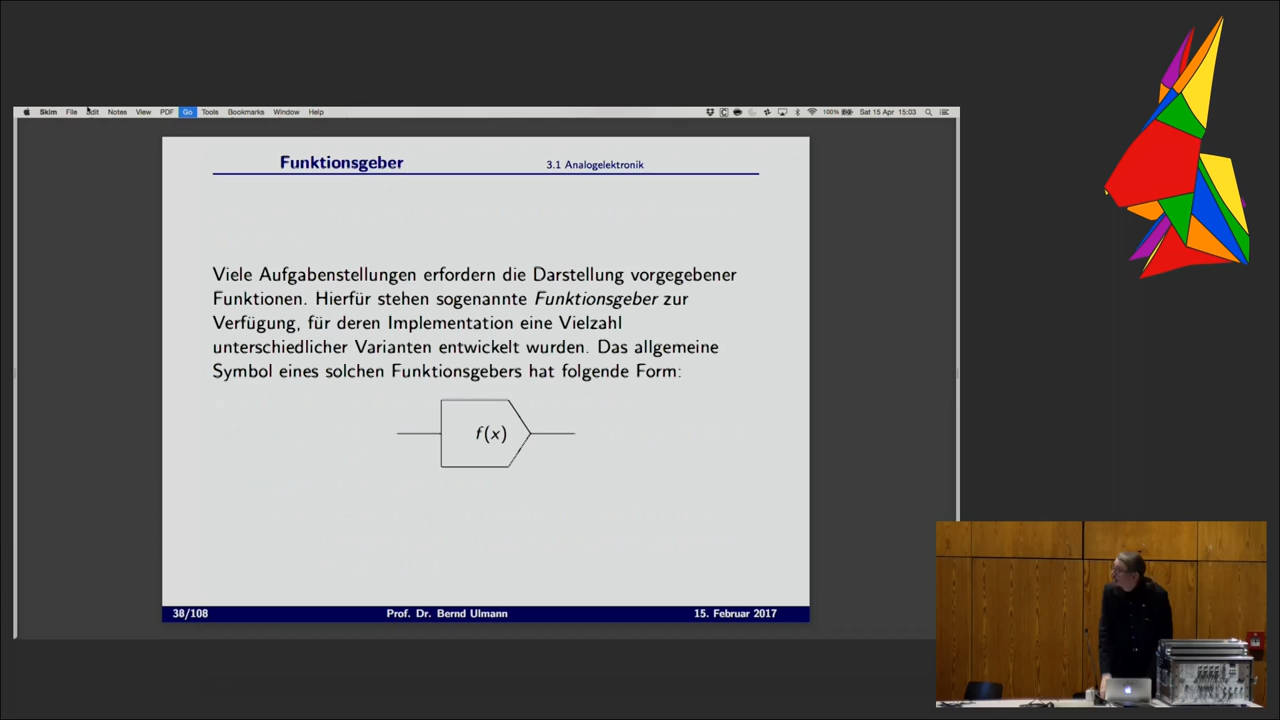 Skim File Edit Notes View PDF Go Tools Bookmarks Window Help 100% Sat 15 Apr 15:03
Funktionsgeber 3.1 Analogelektronik
Viele Aufgabenstellungen erfordern die Darstellung vorgegebener
Funktionen. Hierfür stehen sogenannte Funktionsgeber zur
Verfügung, für deren Implementation eine Vielzahl
unterschiedlicher Varianten entwickelt wurden. Das allgemeine
Symbol eines solchen Funktionsgebers hat folgende Form:
f(x)
38/108 Prof. Dr. Bernd Ulmann 15. Februar 2017